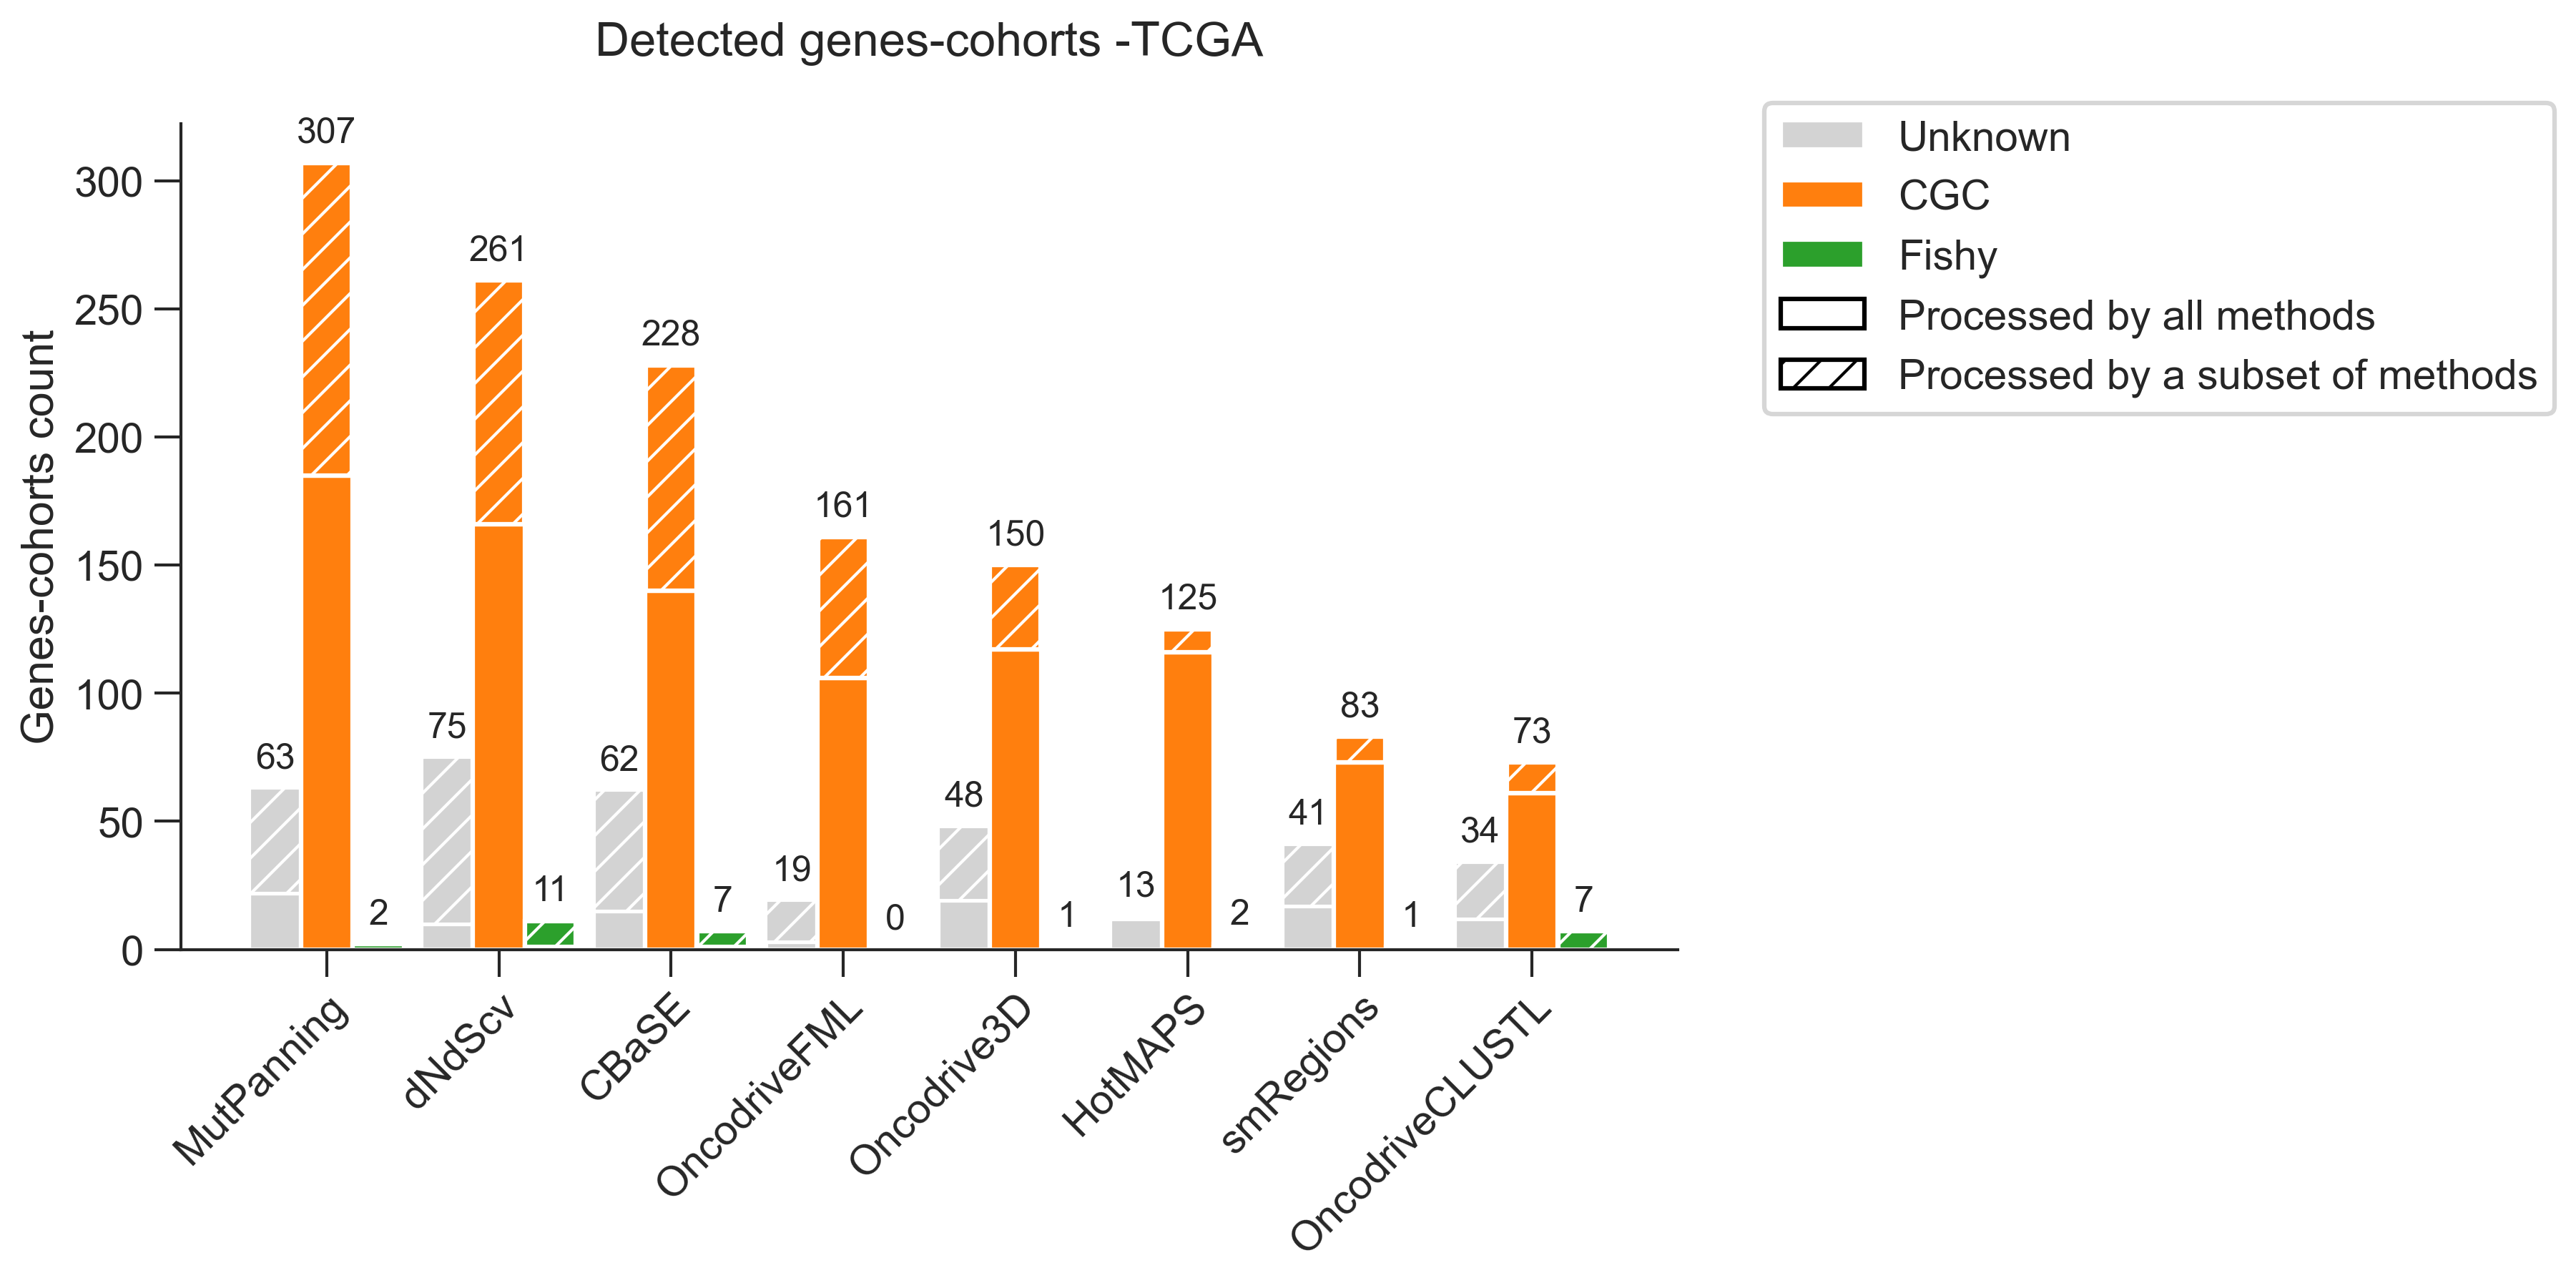 Detected genes-cohorts -TCGA
Genes-cohorts count
300
250
200
150
100
50
0
307
261
228
161
150
125
83
73
63
75
62
19
48
13
41
34
2
11
7
0
1
2
1
7
MutPanning
dNdScv
CBaSE
OncodriveFML
Oncodrive3D
HotMAPS
smRegions
OncodriveCLUSTL
Unknown
CGC
Fishy
Processed by all methods
Processed by a subset of methods